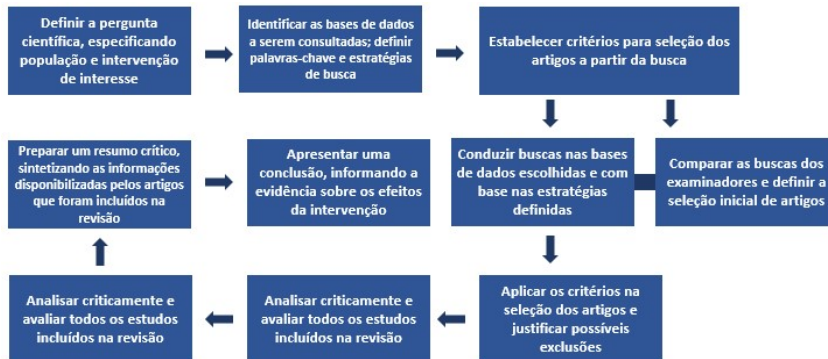 Definir a pergunta
científica, especificando
população e intervenção
de interesse
Identificar as bases de dados
a serem consultadas; definir
palavras-chave e estratégias
de busca
Estabelecer critérios para seleção dos
artigos a partir da busca
Conduzir buscas nas bases
de dados escolhidas e com
base nas estratégias
definidas
Comparar as buscas dos
examinadores e definir a
seleção inicial de artigos
Aplicar os critérios na
seleção dos artigos e
justificar possíveis
exclusões
Analisar criticamente e
avaliar todos os estudos
incluídos na revisão
Analisar criticamente e
avaliar todos os estudos
incluídos na revisão
Preparar um resumo crítico,
sintetizando as informações
disponibilizadas pelos artigos
que foram incluídos na
revisão
Apresentar uma
conclusão, informando a
evidência sobre os efeitos
da intervenção